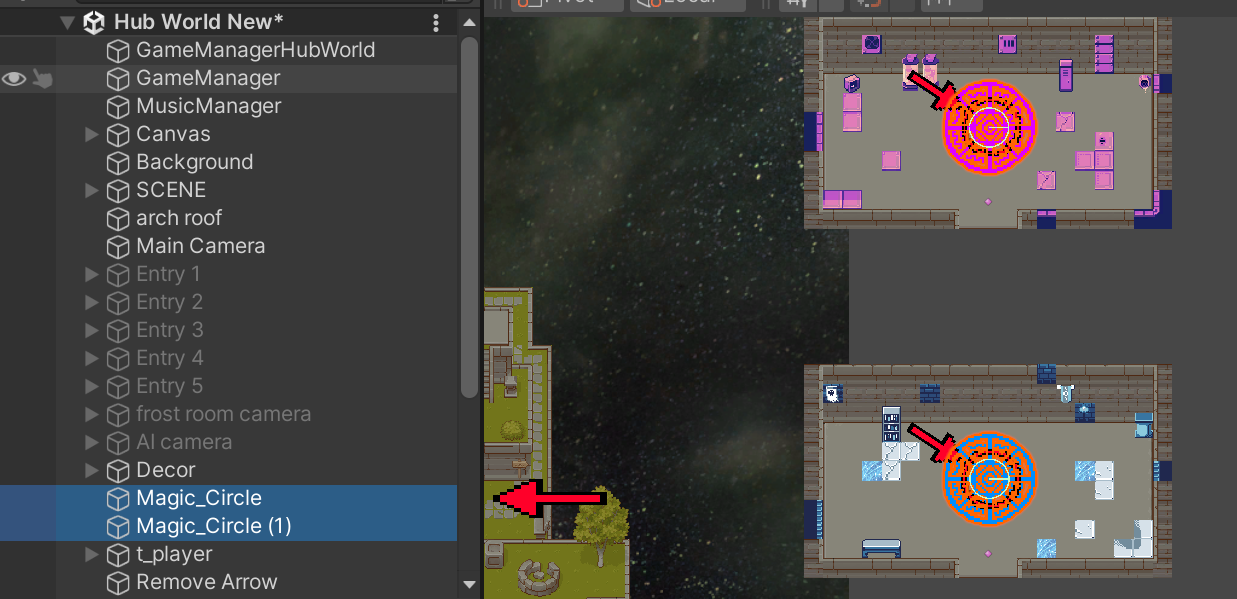 Hub World New*
GameManagerHubWorld
GameManager
MusicManager
Canvas
Background
SCENE
arch roof
Main Camera
Entry 1
Entry 2
Entry 3
Entry 4
Entry 5
frost room camera
AI camera
Decor
Magic_Circle
Magic_Circle (1)
t_player
Remove Arrow